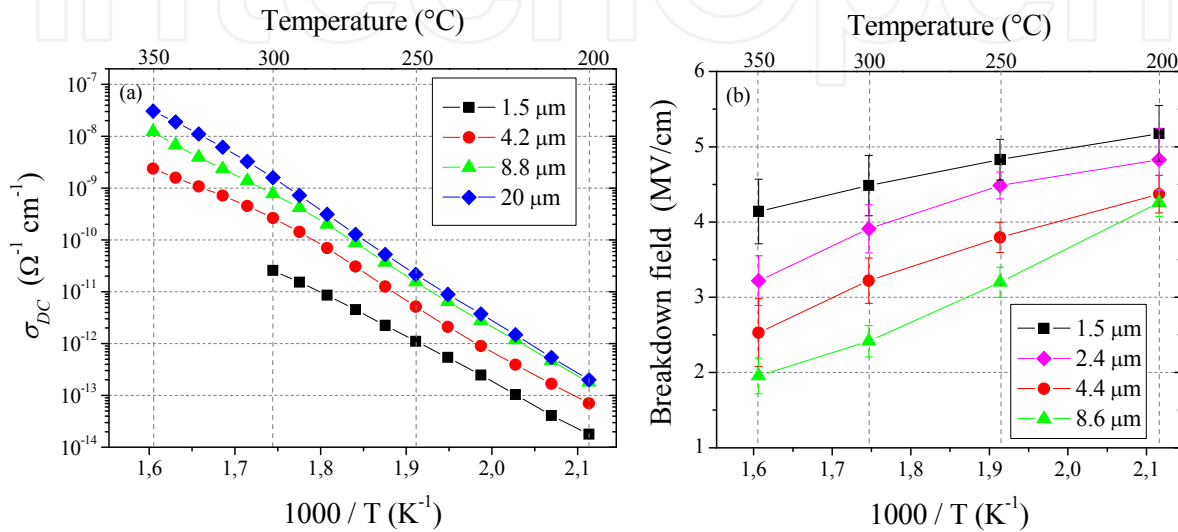 Temperature (°C)
350 300 250 200
(a)
1.5 μm
4.2 μm
8.8 μm
20 μm
10⁻⁷
10⁻⁸
10⁻⁹
10⁻¹⁰
10⁻¹¹
10⁻¹²
10⁻¹³
10⁻¹⁴
σDC (Ω⁻¹ cm⁻¹)
1,6 1,7 1,8 1,9 2,0 2,1
1000 / T (K⁻¹)
Temperature (°C)
350 300 250 200
(b)
6
5
4
3
2
1
Breakdown field (MV/cm)
1.5 μm
2.4 μm
4.4 μm
8.6 μm
1,6 1,7 1,8 1,9 2,0 2,1
1000 / T (K⁻¹)